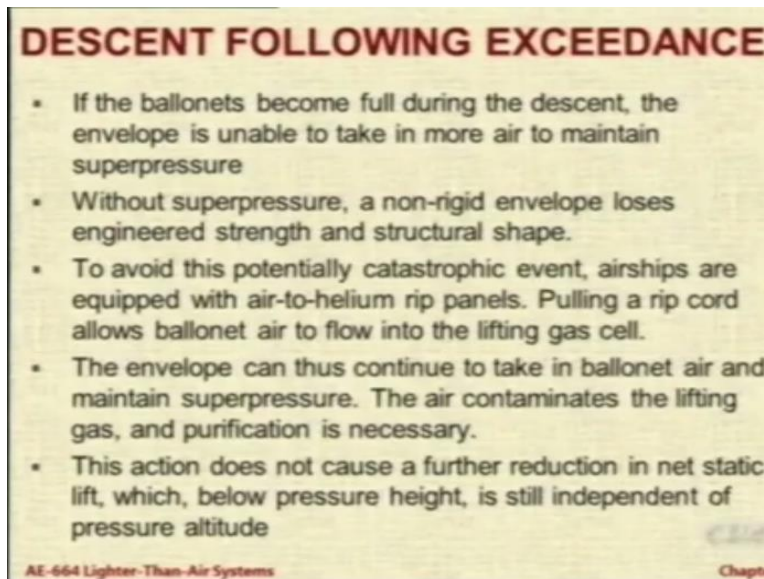 DESCENT FOLLOWING EXCEEDANCE
▪ If the ballonets become full during the descent, the
envelope is unable to take in more air to maintain
superpressure
▪ Without superpressure, a non-rigid envelope loses
engineered strength and structural shape.
▪ To avoid this potentially catastrophic event, airships are
equipped with air-to-helium rip panels. Pulling a rip cord
allows ballonet air to flow into the lifting gas cell.
▪ The envelope can thus continue to take in ballonet air and
maintain superpressure. The air contaminates the lifting
gas, and purification is necessary.
▪ This action does not cause a further reduction in net static
lift, which, below pressure height, is still independent of
pressure altitude
AE-664 Lighter-Than-Air Systems
Chapte